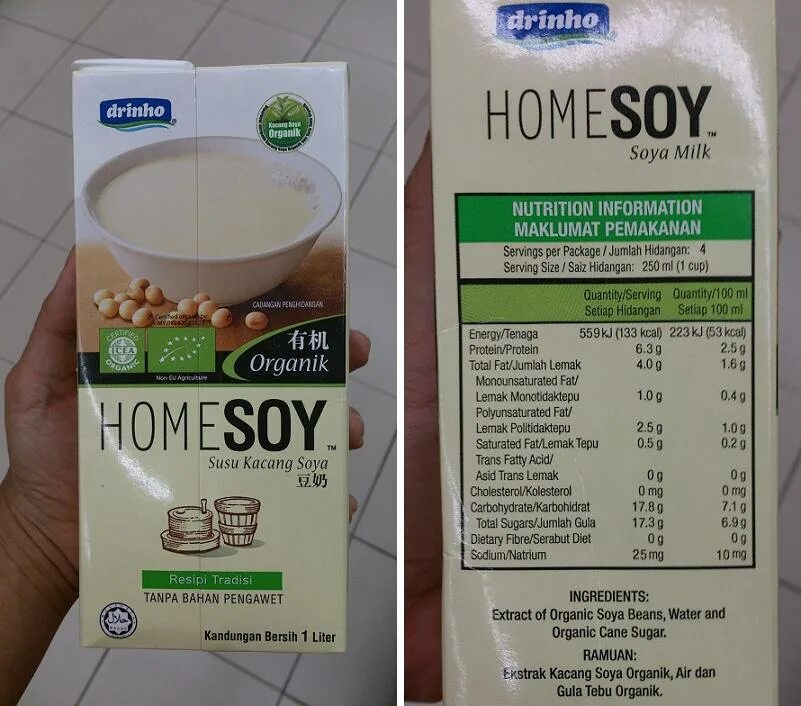 drinho
Kacang Soya
Organik
CADANGAN PENGHIDANGAN
Certified organic by
CERTIFIED
ICEA
ORGANIC
Non EU Agriculture
有机
Organik
HOMESOY™
Susu Kacang Soya
豆奶
Resipi Tradisi
TANPA BAHAN PENGAWET
Kandungan Bersih 1 Liter
drinho
HOMESOY™
Soya Milk
NUTRITION INFORMATION
MAKLUMAT PEMAKANAN
Servings per Package / Jumlah Hidangan: 4
Serving Size / Saiz Hidangan: 250 ml (1 cup)
Quantity/Serving Quantity/100 ml
Setiap Hidangan Setiap 100 ml
Energy/Tenaga 559 kJ (133 kcal) 223 kJ (53 kcal)
Protein/Protein 6.3 g 2.5 g
Total Fat/Jumlah Lemak 4.0 g 1.6 g
Monounsaturated Fat/
Lemak Monotidaktepu 1.0 g 0.4 g
Polyunsaturated Fat/
Lemak Politidaktepu 2.5 g 1.0 g
Saturated Fat/Lemak Tepu 0.5 g 0.2 g
Trans Fatty Acid/
Asid Trans Lemak 0 g 0 g
Cholesterol/Kolesterol 0 mg 0 mg
Carbohydrate/Karbohidrat 17.8 g 7.1 g
Total Sugars/Jumlah Gula 17.3 g 6.9 g
Dietary Fibre/Serabut Diet 0 g 0 g
Sodium/Natrium 25 mg 10 mg
INGREDIENTS:
Extract of Organic Soya Beans, Water and
Organic Cane Sugar.
RAMUAN:
Ekstrak Kacang Soya Organik, Air dan
Gula Tebu Organik.